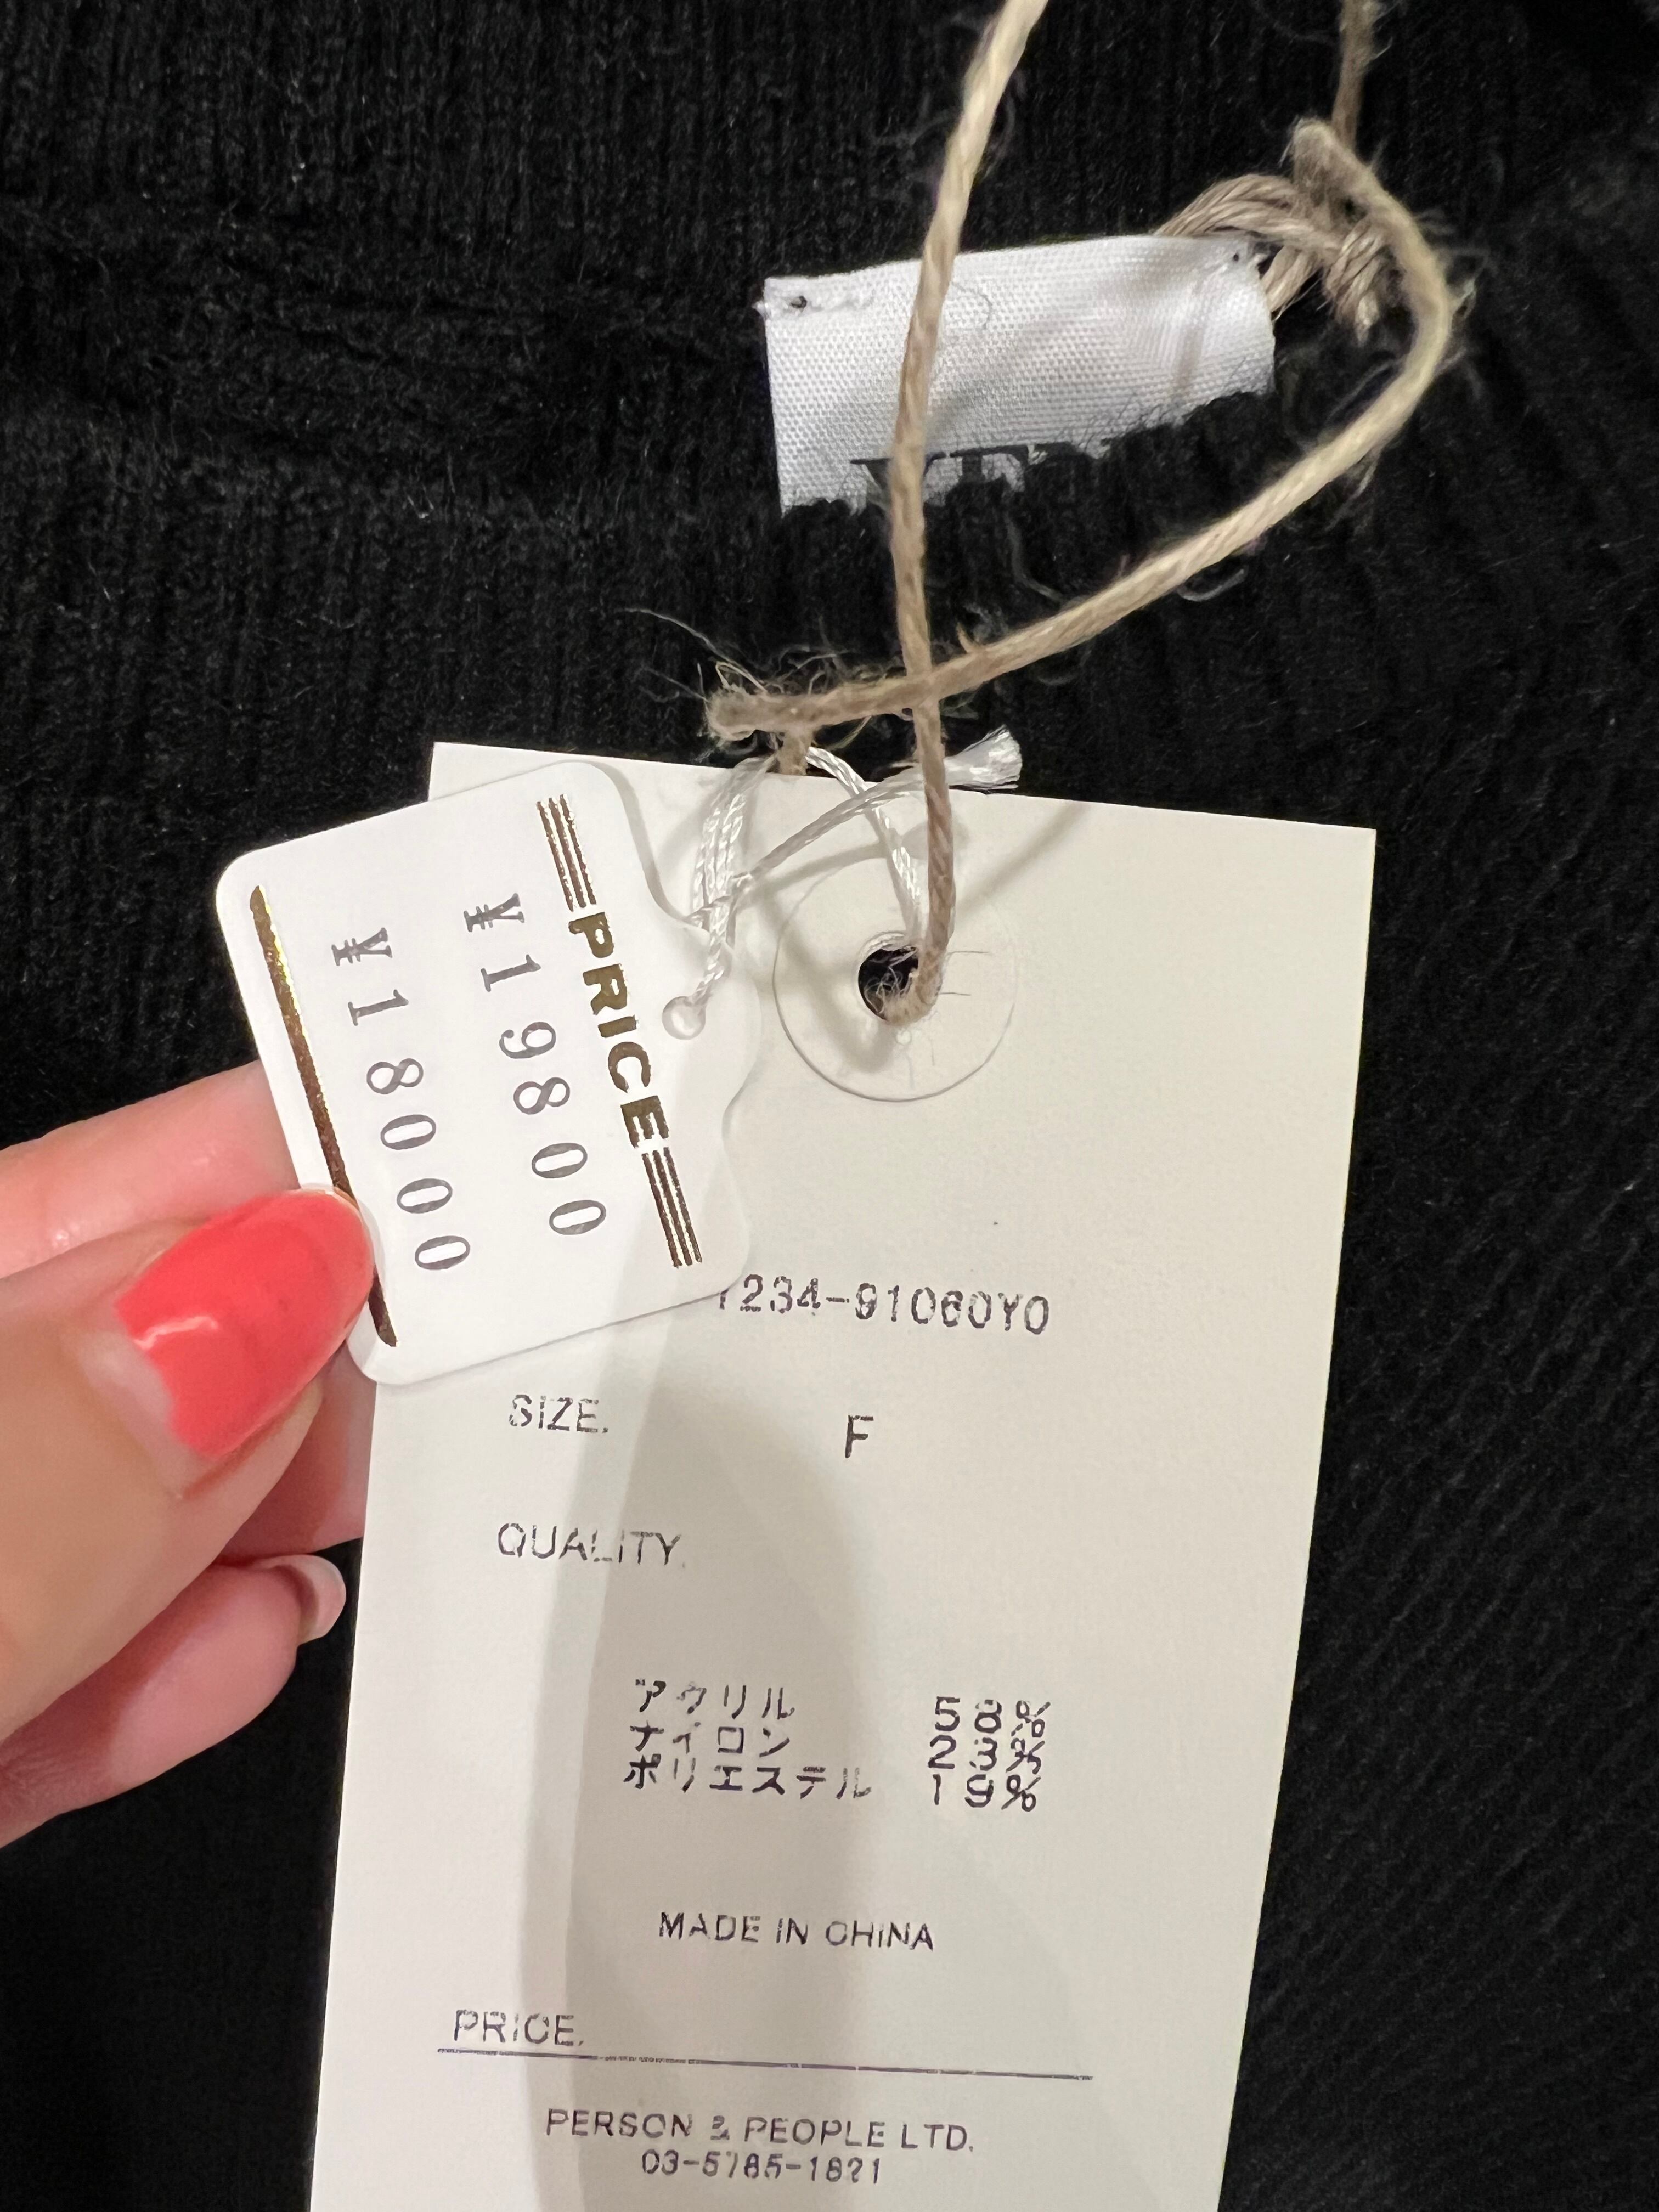 PRICE
¥19800
¥18000
1234-91060Y0
SIZE. F
QUALITY.
アクリル 58%
ナイロン 23%
ポリエステル 19%
MADE IN CHINA
PRICE.
PERSON & PEOPLE LTD.
03-5785-1821